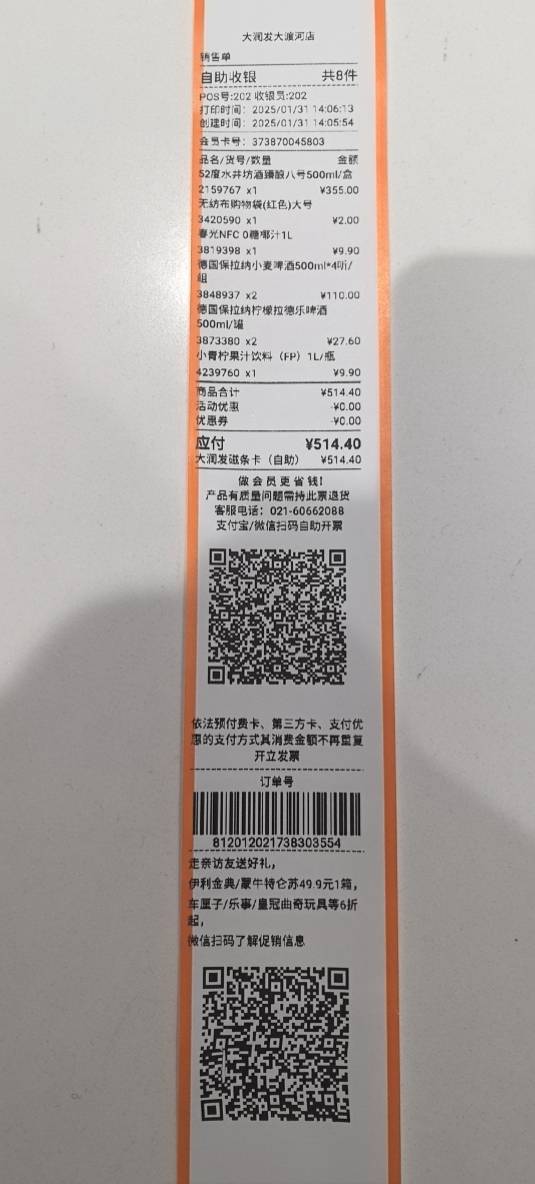 大润发大渡河店
销售单
自助收银 共8件
POS号:202 收银员:202
打印时间: 2025/01/31 14:06:13
创建时间: 2025/01/31 14:05:54
会员卡号: 373870045803
品名/货号/数量 金额
52度水井坊酒臻酿八号500ml/盒
2159767 x1 ¥355.00
无纺布购物袋(红色)大号
3420590 x1 ¥2.00
春光NFC 0糖椰汁1L
3819398 x1 ¥9.90
德国保拉纳小麦啤酒500ml*4听/
组
3848937 x2 ¥110.00
德国保拉纳柠檬拉德乐啤酒
500ml/罐
3873380 x2 ¥27.60
小青柠果汁饮料（FP）1L/瓶
4239760 x1 ¥9.90
商品合计 ¥514.40
活动优惠 -¥0.00
优惠券 -¥0.00
应付 ¥514.40
大润发磁条卡（自助） ¥514.40
做会员更省钱!
产品有质量问题需持此票退货
客服电话: 021-60662088
支付宝/微信扫码自助开票
依法预付费卡、第三方卡、支付优
惠的支付方式其消费金额不再重复
开立发票
订单号
812012021738303554
走亲访友送好礼，
伊利金典/蒙牛特仑苏49.9元1箱，
车厘子/乐事/皇冠曲奇玩具等6折
起，
微信扫码了解促销信息